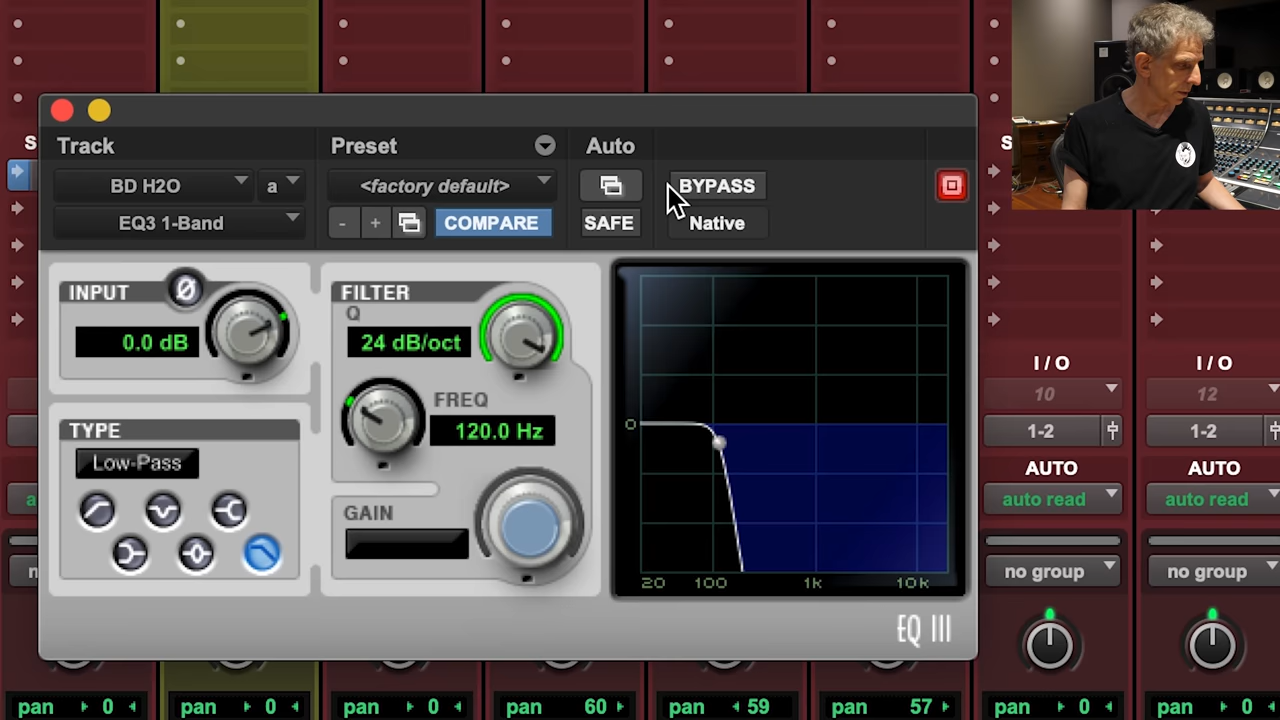 Track
Preset
Auto
BD H2O
a
<factory default>
BYPASS
EQ3 1-Band
-
+
COMPARE
SAFE
Native
INPUT
Ø
0.0 dB
FILTER
Q
24 dB/oct
FREQ
120.0 Hz
TYPE
Low-Pass
GAIN
0
20
100
1k
10k
EQ III
S
S
I / O
I / O
10
12
1-2
1-2
AUTO
AUTO
auto read
auto read
no group
no group
a
n
pan 0
pan 0
pan 0
pan 60
pan 59
pan 57
pan 0
pan 0